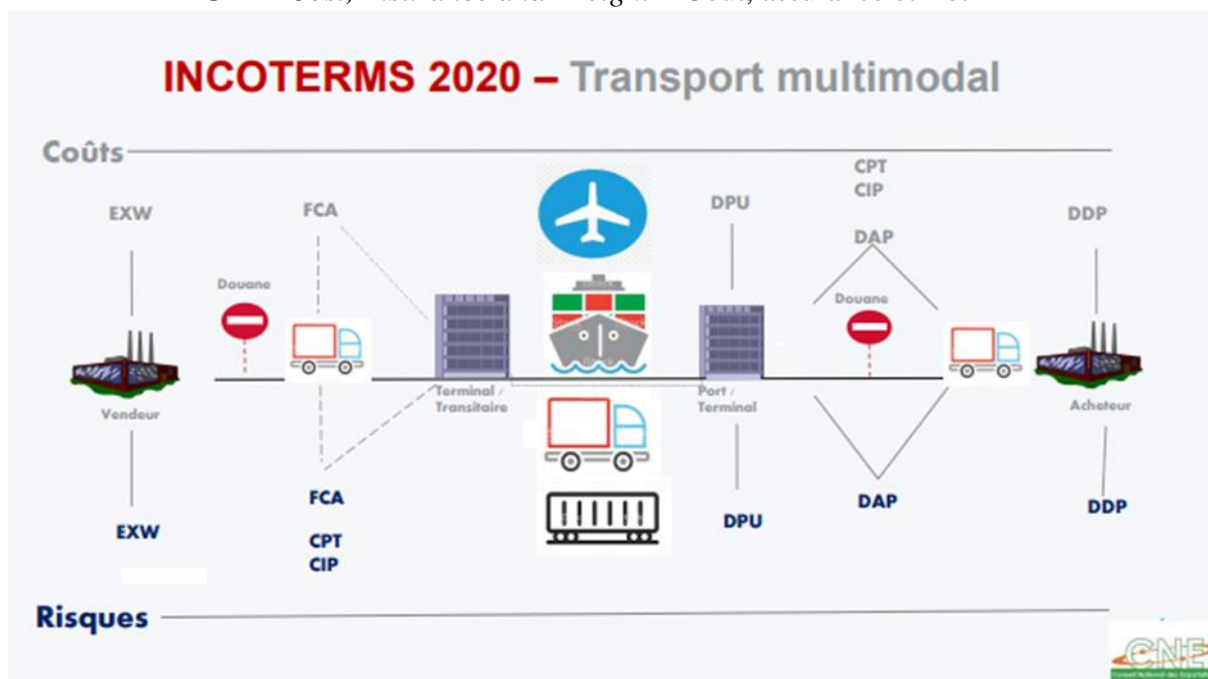 INCOTERMS 2020 – Transport multimodal
Coûts
CPT
CIP
EXW
FCA
DPU
DAP
DDP
Douane
Douane
Vendeur
Terminal /
Transitaire
Port /
Terminal
Acheteur
EXW
FCA
CPT
CIP
DPU
DAP
DDP
Risques
CNE